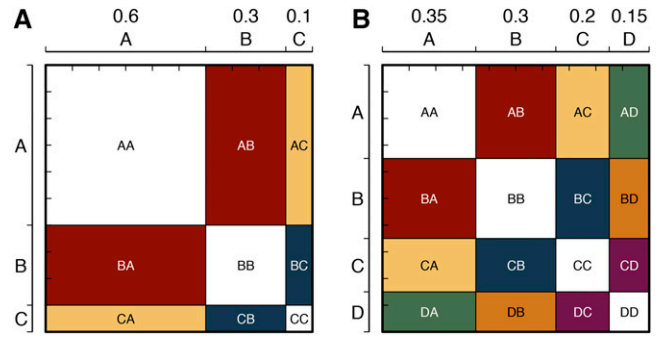 A
0.6 0.3 0.1
A B C
A AA AB AC
B BA BB BC
C CA CB CC
B
0.35 0.3 0.2 0.15
A B C D
A AA AB AC AD
B BA BB BC BD
C CA CB CC CD
D DA DB DC DD